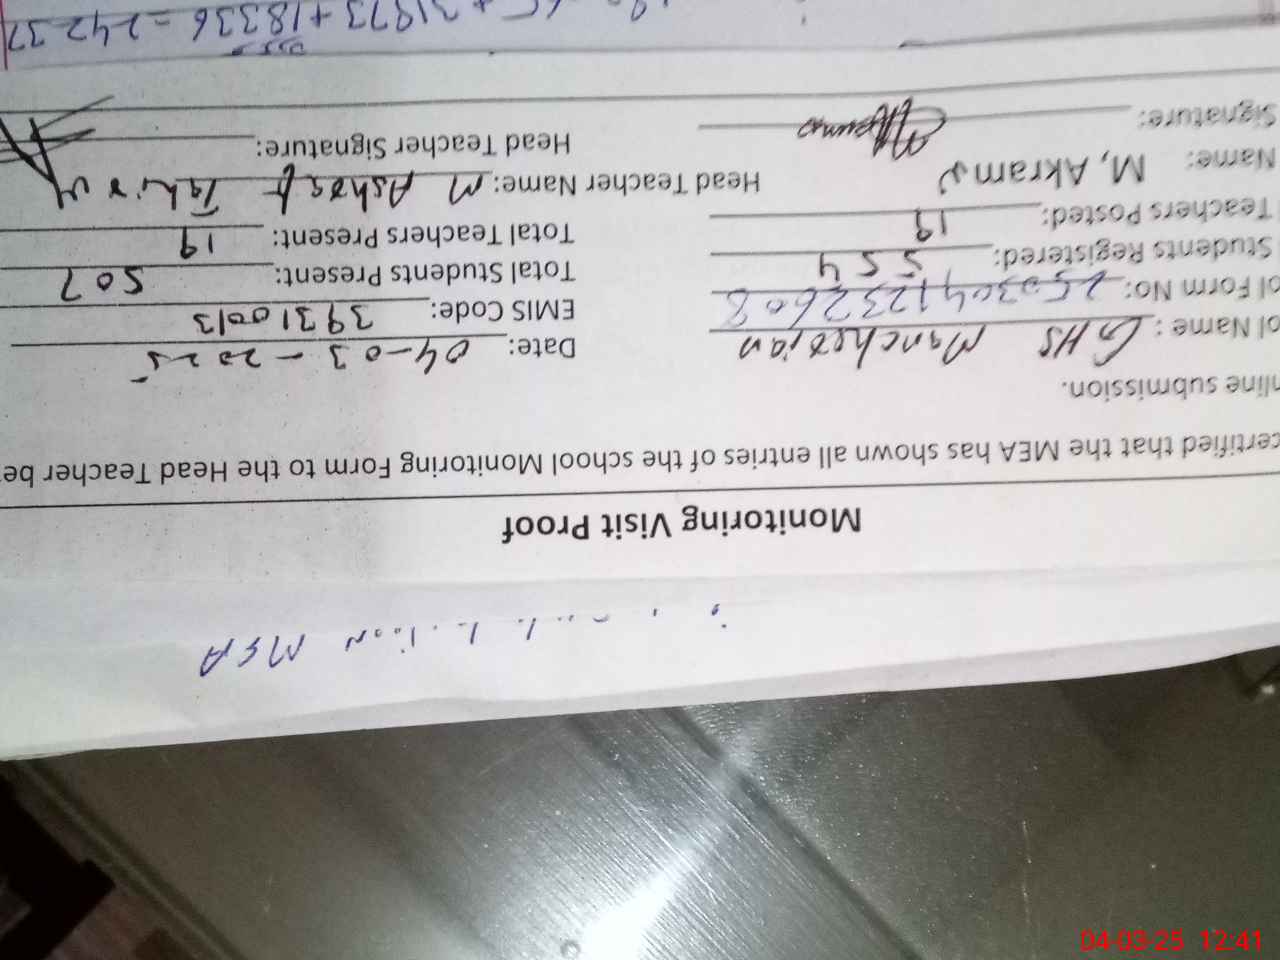 MEA
Monitoring Visit Proof
certified that the MEA has shown all entries of the school Monitoring Form to the Head Teacher be
nline submission.
ol Name: GHS Mancherian Date: 04-03-2025
ol Form No: 2503041232608 EMIS Code: 39310013
Students Registered: 554 Total Students Present: 507
Teachers Posted: 19 Total Teachers Present: 19
Name: M, Akram Head Teacher Name: M Ashraf Tahir
Signature: Head Teacher Signature:
31973+18336=24237
04-03-25 12:41